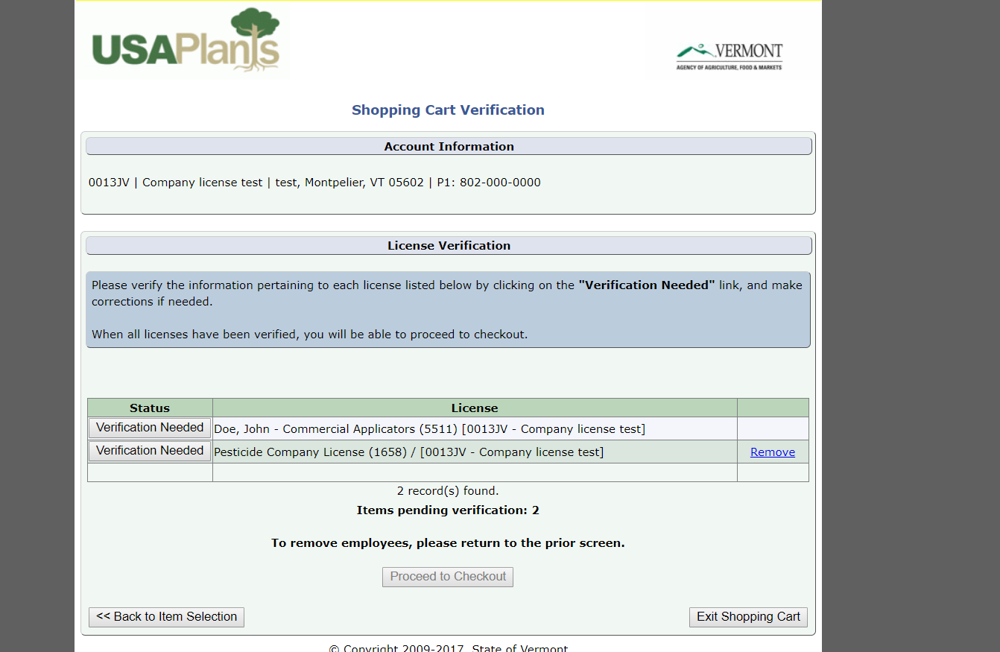 USAPlants
VERMONT
AGENCY OF AGRICULTURE, FOOD & MARKETS
Shopping Cart Verification
Account Information
0013JV | Company license test | test, Montpelier, VT 05602 | P1: 802-000-0000
License Verification
Please verify the information pertaining to each license listed below by clicking on the "Verification Needed" link, and make
corrections if needed.
When all licenses have been verified, you will be able to proceed to checkout.
Status License
Verification Needed Doe, John - Commercial Applicators (5511) [0013JV - Company license test]
Verification Needed Pesticide Company License (1658) / [0013JV - Company license test] Remove
2 record(s) found.
Items pending verification: 2
To remove employees, please return to the prior screen.
Proceed to Checkout
<< Back to Item Selection Exit Shopping Cart
© Copyright 2009-2017, State of Vermont